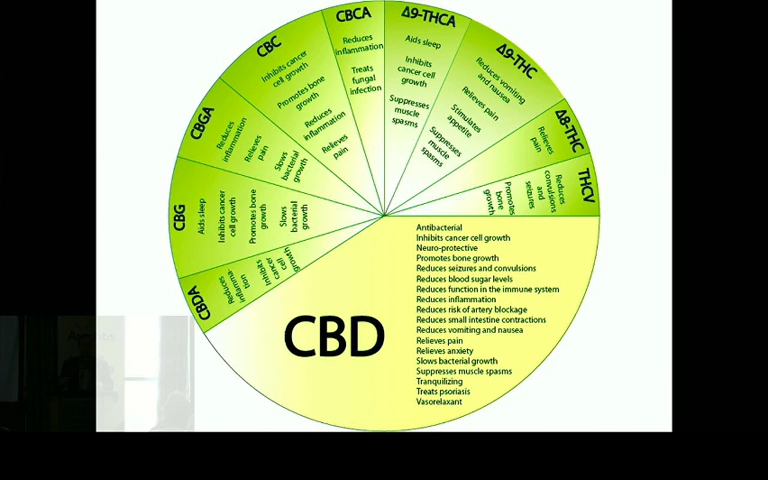 CBCA
Reduces
inflammation
Treats
fungal
infection
Δ9-THCA
Aids sleep
Inhibits
cancer cell
growth
Suppresses
muscle
spasms
Δ9-THC
Reduces vomiting
and nausea
Relieves pain
Stimulates
appetite
Suppresses
muscle
spasms
Δ8-THC
Relieves
pain
THCV
Reduces
convulsions
and
seizures
Promotes
bone
growth
CBC
Inhibits cancer
cell growth
Promotes bone
growth
Reduces
inflammation
Relieves
pain
CBGA
Reduces
inflammation
Relieves
pain
Slows
bacterial
growth
CBG
Aids sleep
Inhibits cancer
cell growth
Promotes bone
growth
Slows
bacterial
growth
CBDA
Reduces
inflamma-
tion
Inhibits
cancer
cell
growth
CBD
Antibacterial
Inhibits cancer cell growth
Neuro-protective
Promotes bone growth
Reduces seizures and convulsions
Reduces blood sugar levels
Reduces function in the immune system
Reduces inflammation
Reduces risk of artery blockage
Reduces small intestine contractions
Reduces vomiting and nausea
Relieves pain
Relieves anxiety
Slows bacterial growth
Suppresses muscle spasms
Tranquilizing
Treats psoriasis
Vasorelaxant